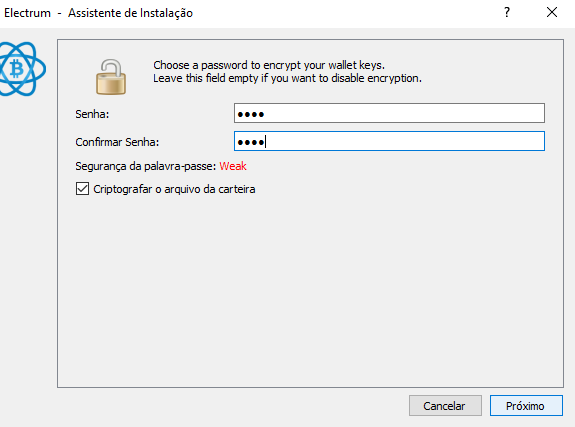 Electrum - Assistente de Instalação
Choose a password to encrypt your wallet keys.
Leave this field empty if you want to disable encryption.
Senha: ●●●●
Confirmar Senha: ●●●●
Segurança da palavra-passe: Weak
Criptografar o arquivo da carteira
Cancelar Próximo